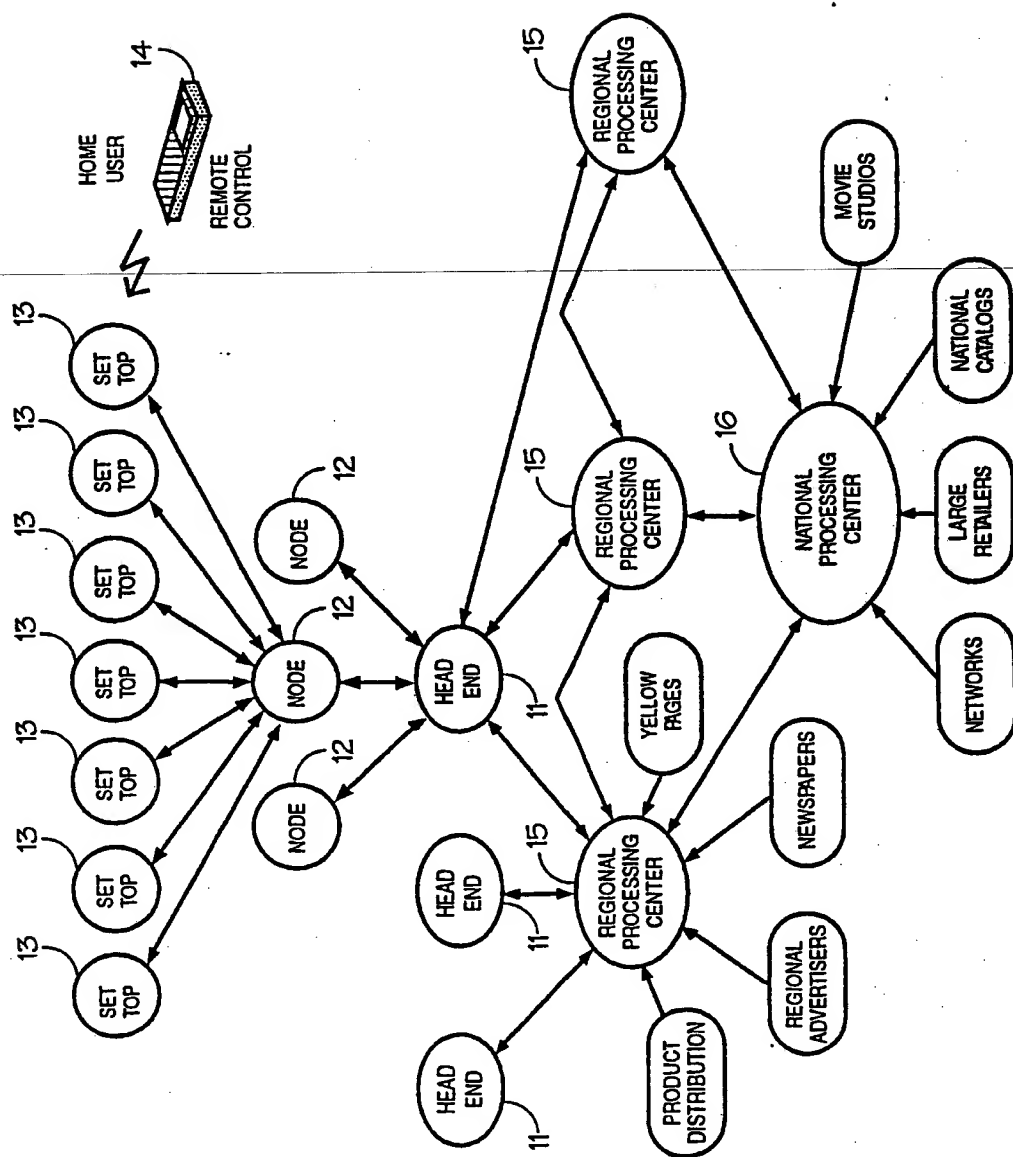 13
13
13
13
13
13
13
HOME
USER
14
SET
TOP
SET
TOP
SET
TOP
SET
TOP
SET
TOP
SET
TOP
SET
TOP
REMOTE
CONTROL
12
12
12
NODE
NODE
NODE
HEAD
END
HEAD
END
HEAD
END
11
11
11
15
15
15
REGIONAL
PROCESSING
CENTER
REGIONAL
PROCESSING
CENTER
REGIONAL
PROCESSING
CENTER
YELLOW
PAGES
PRODUCT
DISTRIBUTION
REGIONAL
ADVERTISERS
NEWSPAPERS
16
NATIONAL
PROCESSING
CENTER
MOVIE
STUDIOS
NETWORKS
LARGE
RETAILERS
NATIONAL
CATALOGS